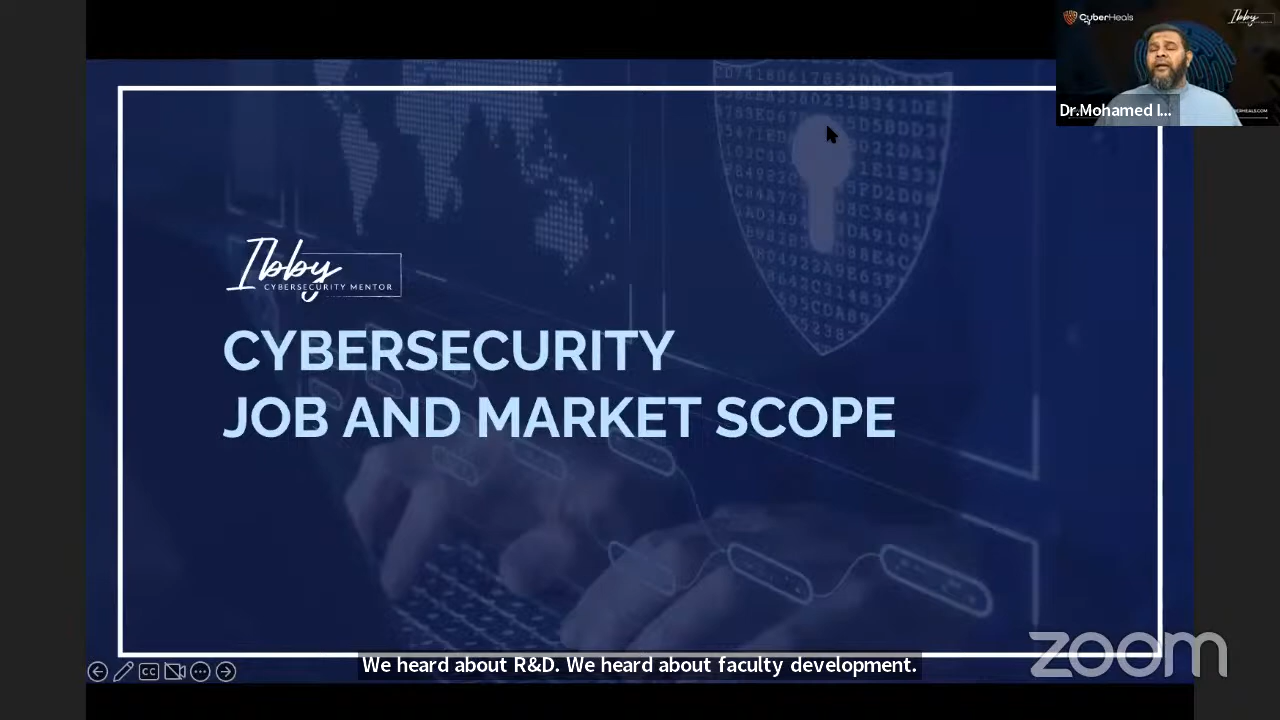 CyberHeals
Ibby
Dr.Mohamed I...
Ibby
CYBERSECURITY MENTOR
CYBERSECURITY
JOB AND MARKET SCOPE
We heard about R&D. We heard about faculty development.
CC
zoom